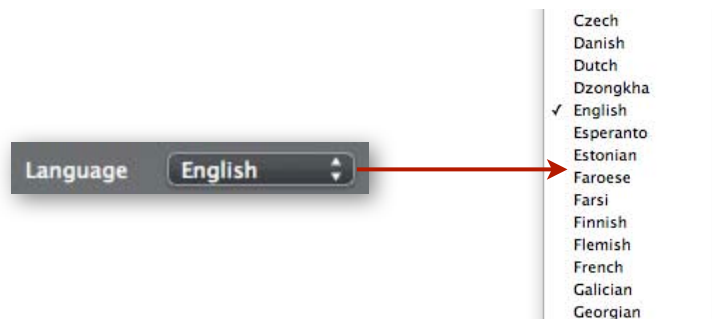 Language English
Czech
Danish
Dutch
Dzongkha
✓ English
Esperanto
Estonian
Faroese
Farsi
Finnish
Flemish
French
Galician
Georgian